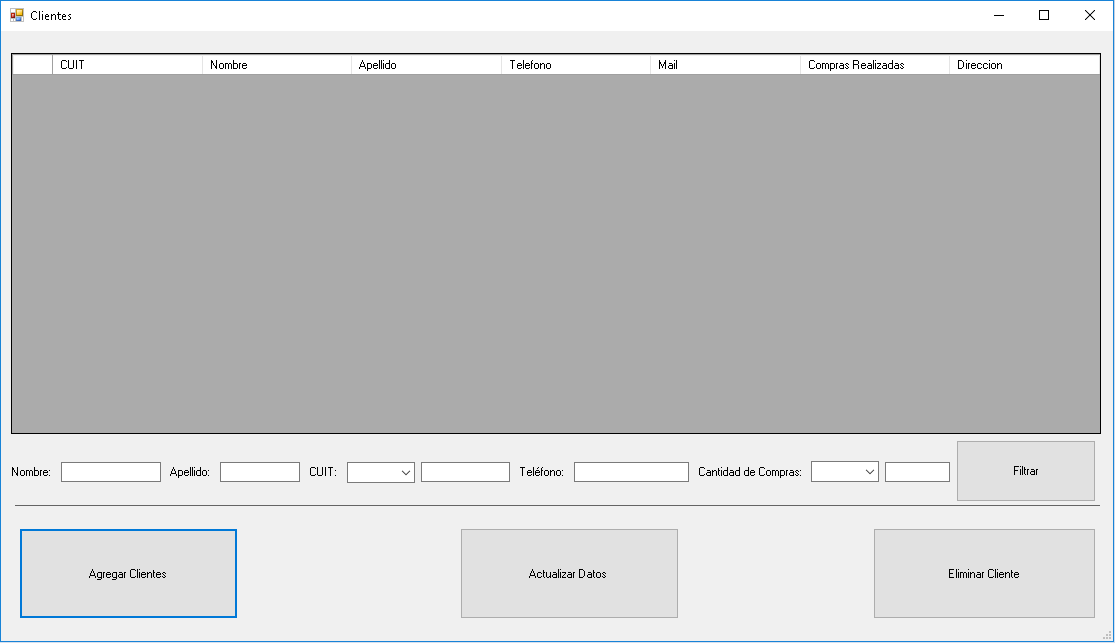 Clientes
CUIT Nombre Apellido Telefono Mail Compras Realizadas Direccion
Nombre: Apellido: CUIT: Teléfono: Cantidad de Compras: Filtrar
Agregar Clientes Actualizar Datos Eliminar Cliente